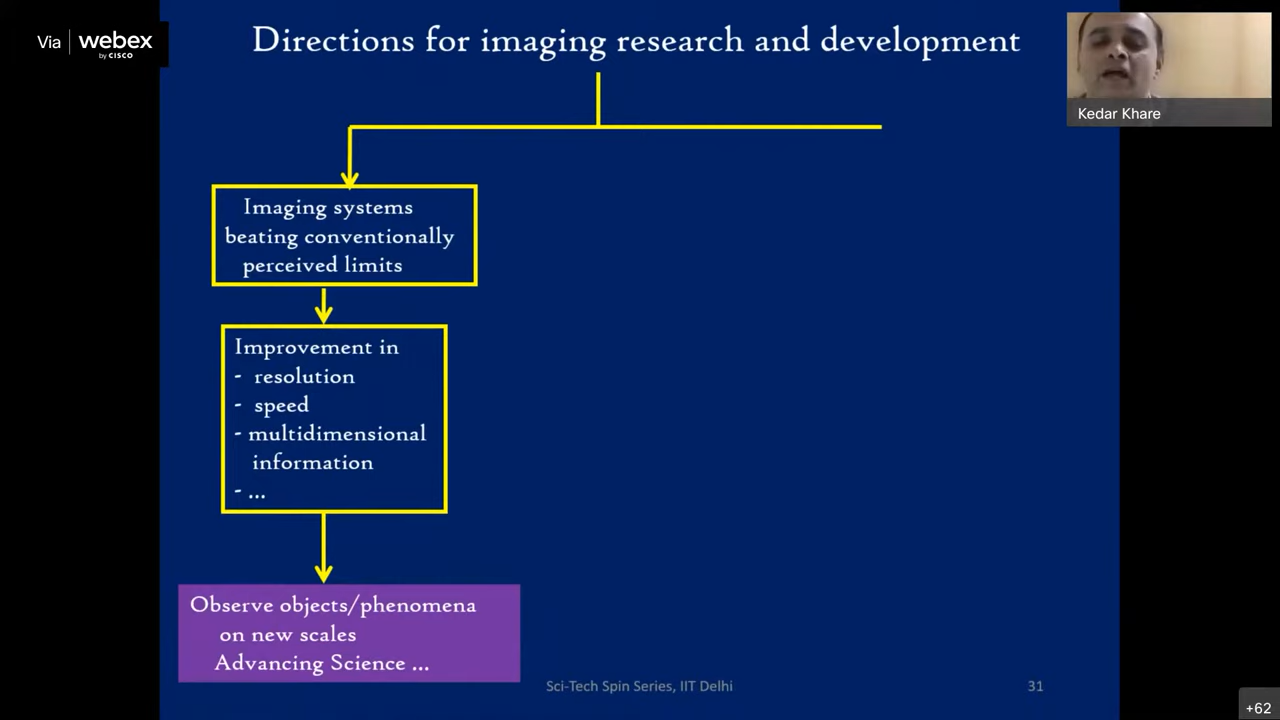 Via webex
by CISCO
Directions for imaging research and development
Kedar Khare
Imaging systems
beating conventionally
perceived limits
Improvement in
- resolution
- speed
- multidimensional
information
- ...
Observe objects/phenomena
on new scales
Advancing Science ...
Sci-Tech Spin Series, IIT Delhi
31
+62